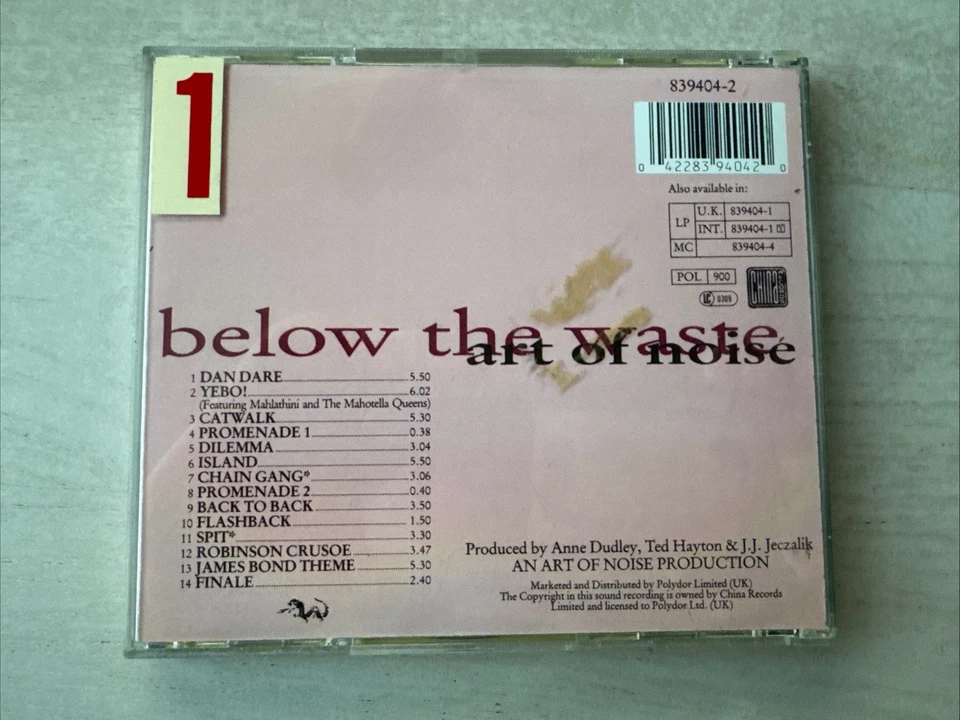 1
839404-2
0 42283 94042 0
Also available in:
LP U.K. 839404-1
INT. 839404-1
MC 839404-4
POL 900
LC 0309
CHINA
below the waste
art of noise
1 DAN DARE 5.50
2 YEBO! 6.02
(Featuring Mahlathini and The Mahotella Queens)
3 CATWALK 5.30
4 PROMENADE 1 0.38
5 DILEMMA 3.04
6 ISLAND 5.50
7 CHAIN GANG* 3.06
8 PROMENADE 2 0.40
9 BACK TO BACK 3.50
10 FLASHBACK 1.50
11 SPIT* 3.30
12 ROBINSON CRUSOE 3.47
13 JAMES BOND THEME 5.30
14 FINALE 2.40
Produced by Anne Dudley, Ted Hayton & J.J. Jeczalik
AN ART OF NOISE PRODUCTION
Marketed and Distributed by Polydor Limited (UK)
The Copyright in this sound recording is owned by China Records
Limited and licensed to Polydor Ltd. (UK)